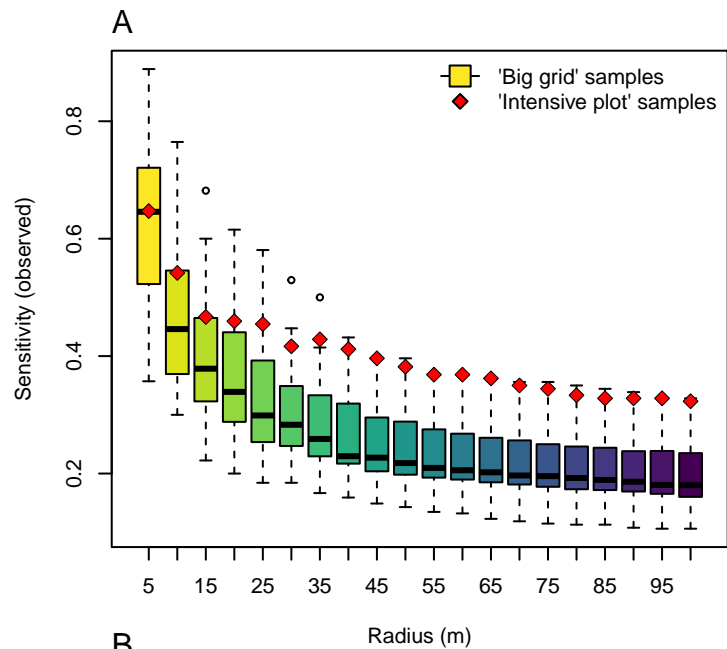 A
'Big grid' samples
'Intensive plot' samples
Sensitivity (observed)
0.8
0.6
0.4
0.2
5 15 25 35 45 55 65 75 85 95
Radius (m)
B